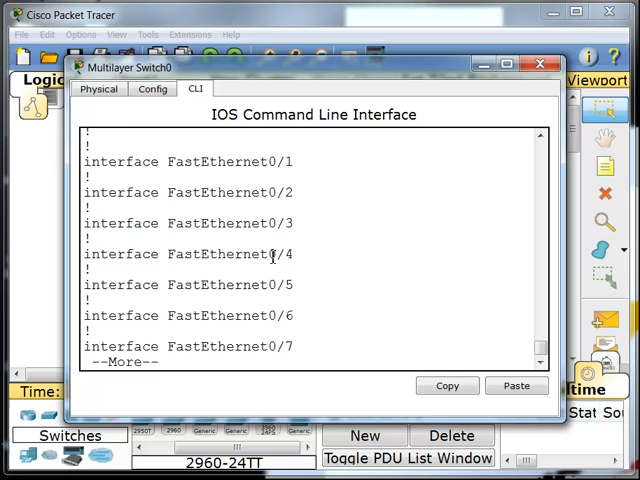 Cisco Packet Tracer
File Edit Options View Tools Extensions Help
Logic
Viewport
Multilayer Switch0
Physical Config CLI
IOS Command Line Interface
!
!
interface FastEthernet0/1
!
interface FastEthernet0/2
!
interface FastEthernet0/3
!
interface FastEthernet0/4
!
interface FastEthernet0/5
!
interface FastEthernet0/6
!
interface FastEthernet0/7
--More--
Copy Paste
Time:
ltime
Switches
2950T 2960 Generic Generic Generic
2960-24TT
New Delete
Toggle PDU List Window
Stat Sou